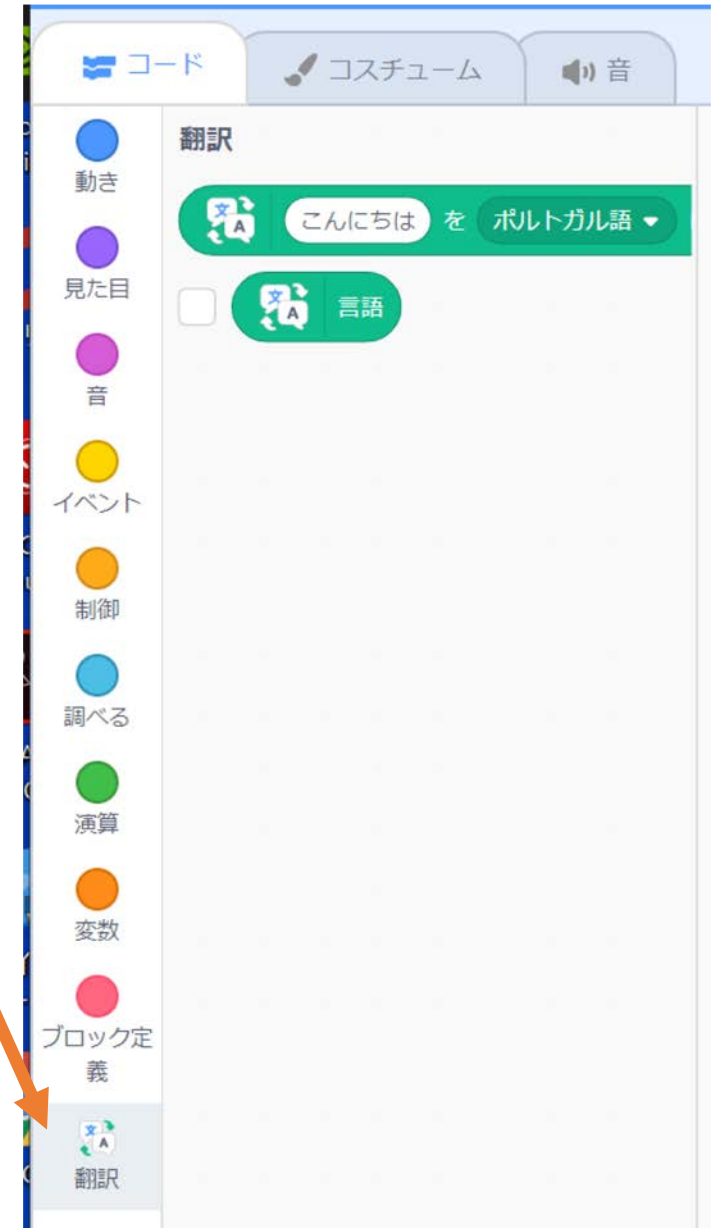 コード
コスチューム
音
翻訳
こんにちは を ポルトガル語
言語
動き
見た目
音
イベント
制御
調べる
演算
変数
ブロック定
義
翻訳